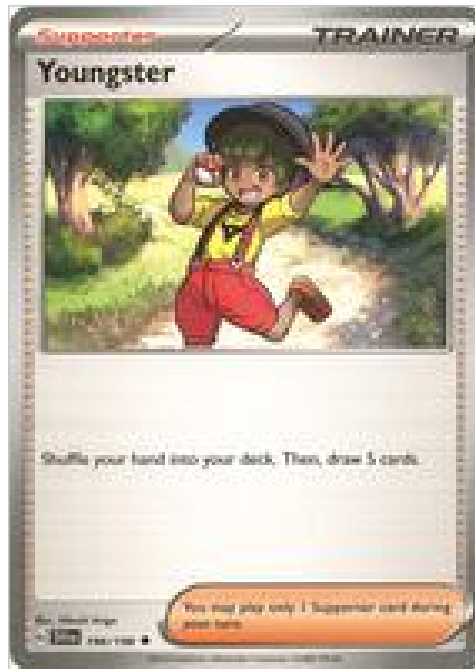 Supporter
TRAINER
Youngster
Shuffle your hand into your deck. Then, draw 5 cards.
You may play only 1 Supporter card during
your turn.